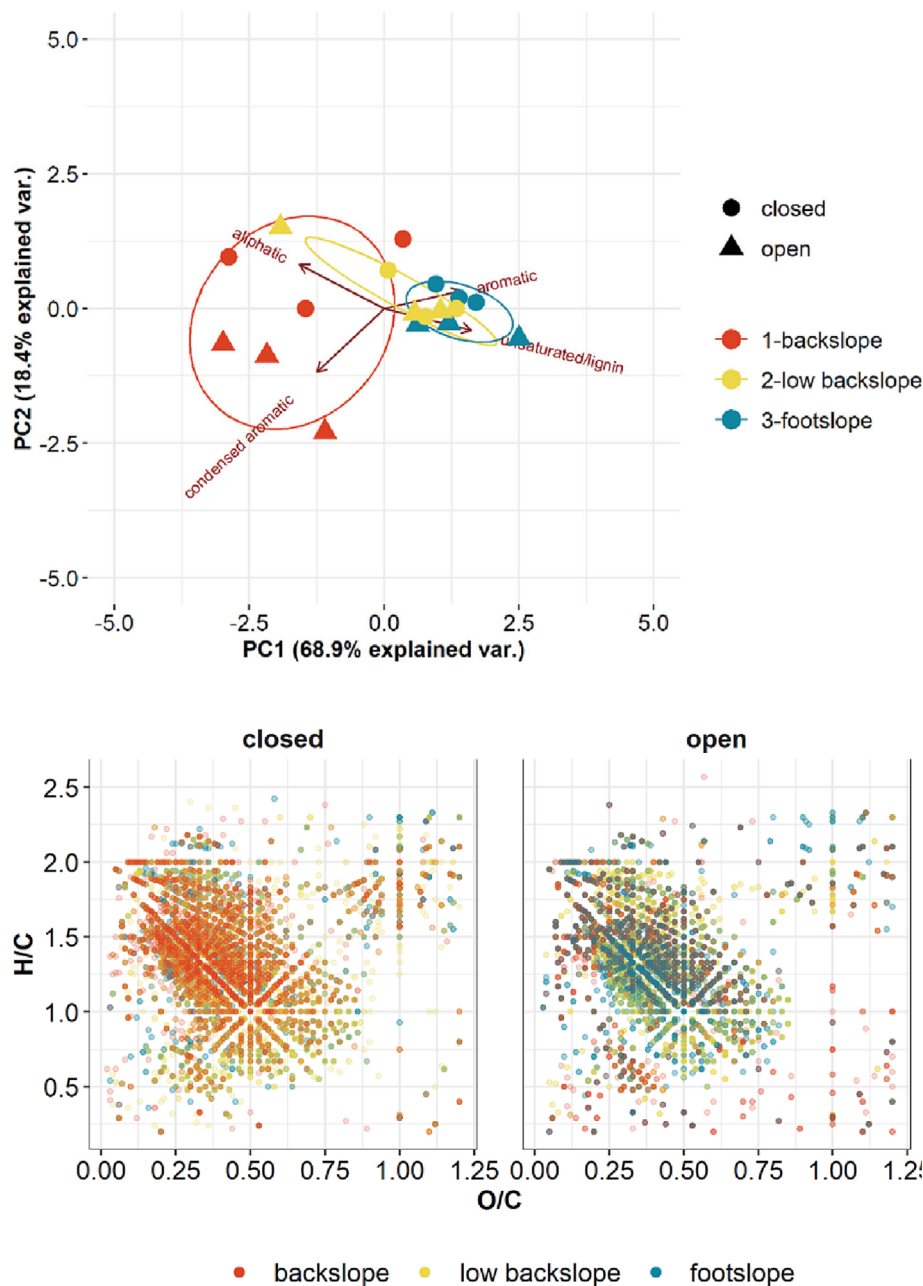 5.0
2.5
0.0
-2.5
-5.0
PC2 (18.4% explained var.)
aliphatic
aromatic
unsaturated/lignin
condensed aromatic
-5.0 -2.5 0.0 2.5 5.0
PC1 (68.9% explained var.)
closed
open
1-backslope
2-low backslope
3-footslope
closed open
2.5
2.0
1.5
1.0
0.5
H/C
0.00 0.25 0.50 0.75 1.00 1.25 0.00 0.25 0.50 0.75 1.00 1.25
O/C
backslope low backslope footslope